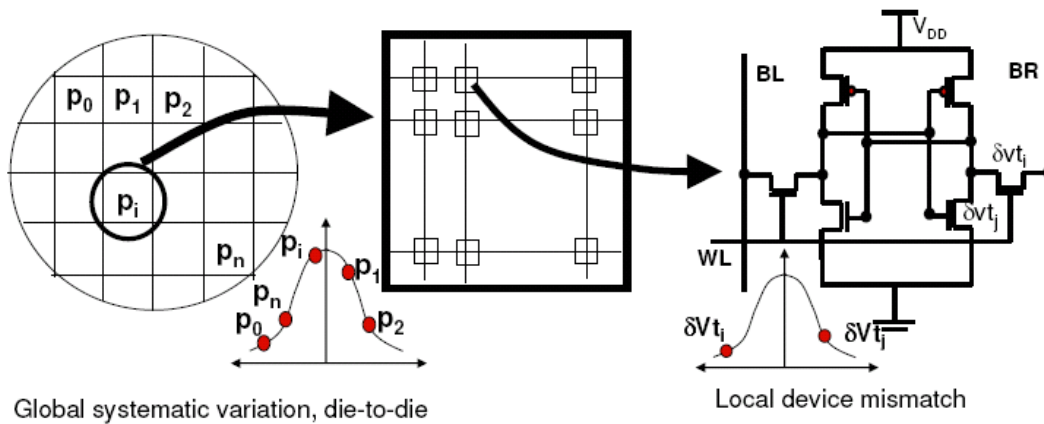 p0 p1 p2
pi
pn
pi
p1
pn
p0
p2
Global systematic variation, die-to-die
VDD
BL
BR
δvti
δvtj
WL
δVti
δVtj
Local device mismatch